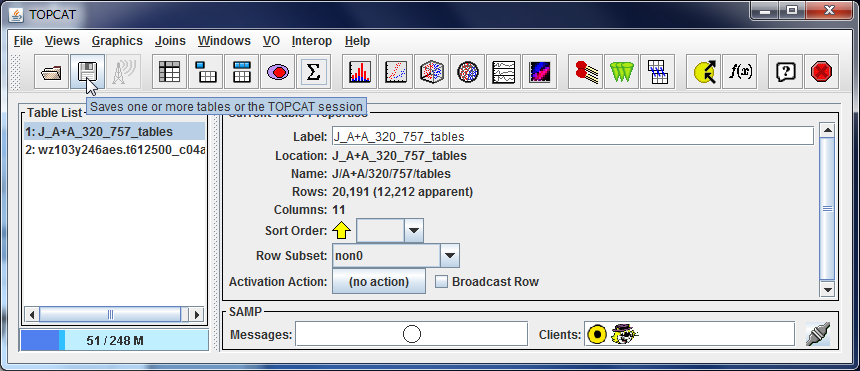 TOPCAT
File Views Graphics Joins Windows VO Interop Help
Σ f(x) ?
Saves one or more tables or the TOPCAT session
Table List
1: J_A+A_320_757_tables
2: wz103y246aes.t612500_c04a
51 / 248 M
Current Table Properties
Label: J_A+A_320_757_tables
Location: J_A+A_320_757_tables
Name: J/A+A/320/757/tables
Rows: 20,191 (12,212 apparent)
Columns: 11
Sort Order:
Row Subset: non0
Activation Action: (no action) Broadcast Row
SAMP
Messages: Clients: